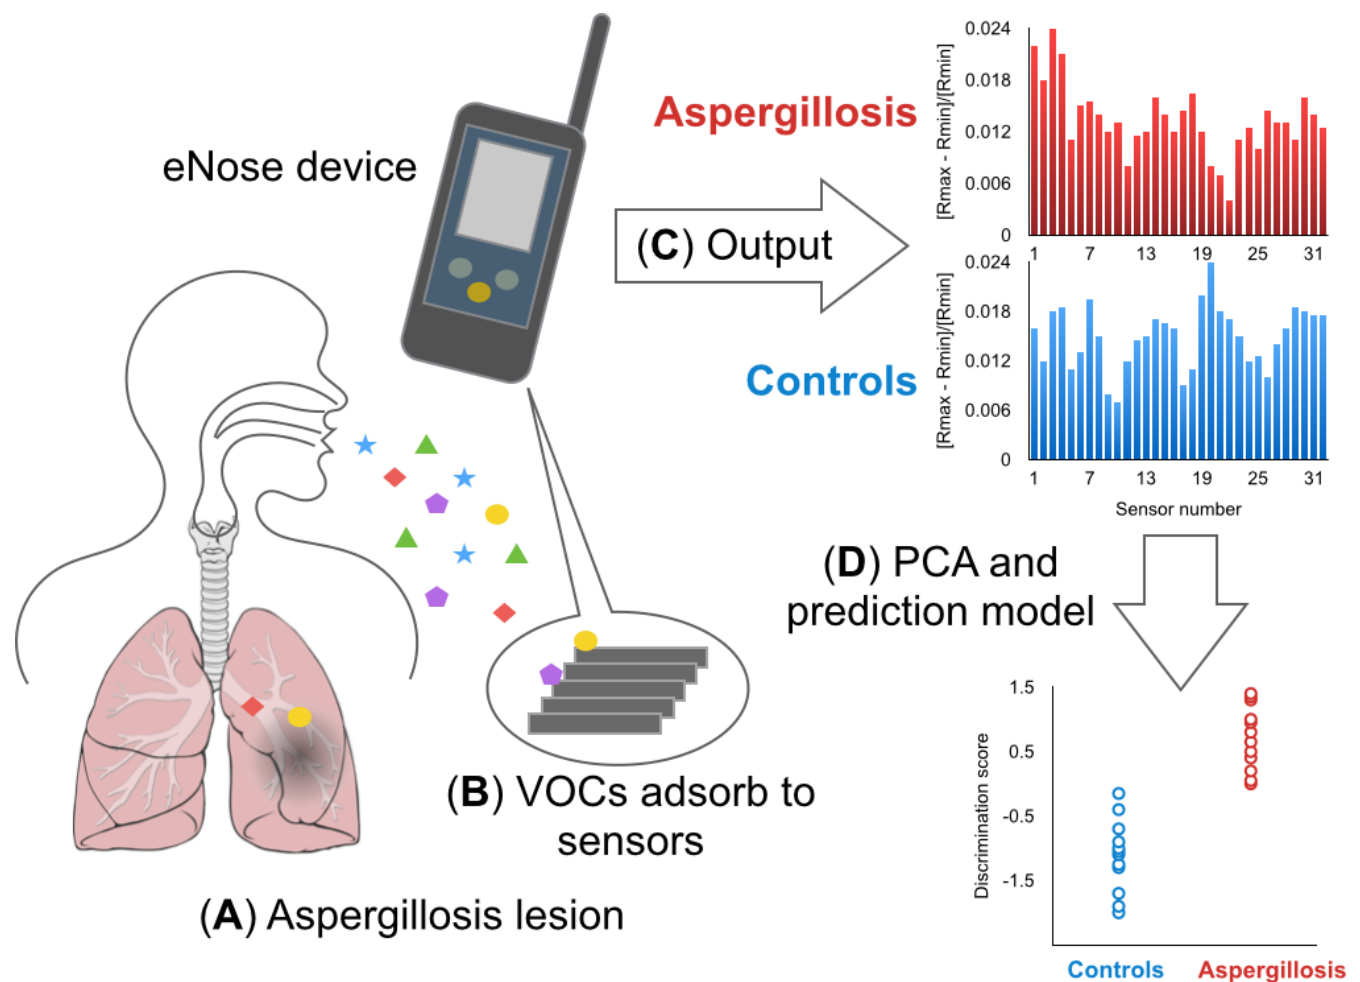 eNose device
Aspergillosis
(C) Output
Controls
[Rmax - Rmin]/[Rmin]
0.024
0.018
0.012
0.006
0
1 7 13 19 25 31
[Rmax - Rmin]/[Rmin]
0.024
0.018
0.012
0.006
0
1 7 13 19 25 31
Sensor number
(D) PCA and
prediction model
(B) VOCs adsorb to
sensors
(A) Aspergillosis lesion
Discrimination score
1.5
0.5
-0.5
-1.5
Controls Aspergillosis